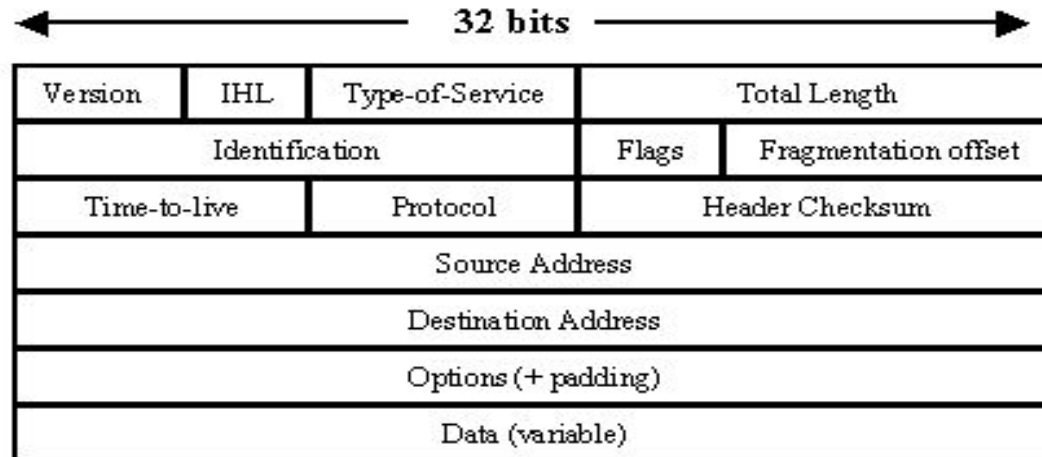 32 bits
Version IHL Type-of-Service Total Length
Identification Flags Fragmentation offset
Time-to-live Protocol Header Checksum
Source Address
Destination Address
Options (+ padding)
Data (variable)